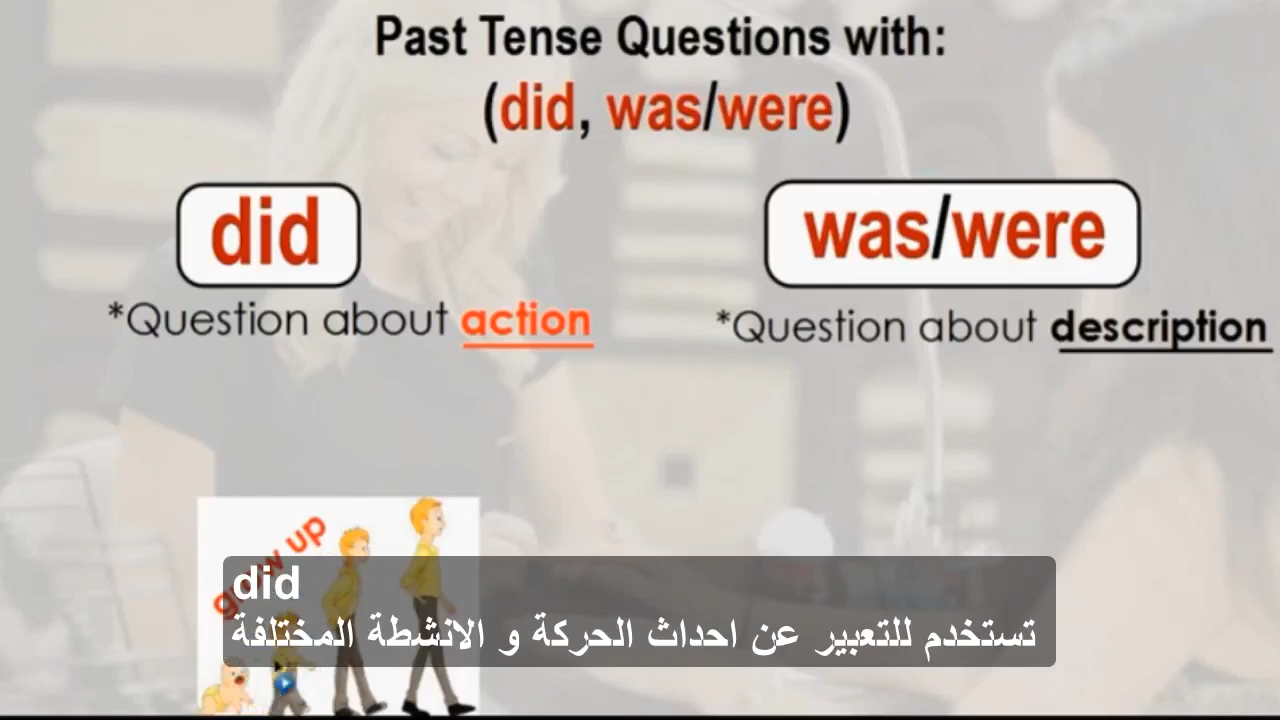 Past Tense Questions with:
(did, was/were)
did
was/were
*Question about action
*Question about description
grow up
did
تستخدم للتعبير عن احداث الحركة و الانشطة المختلفة